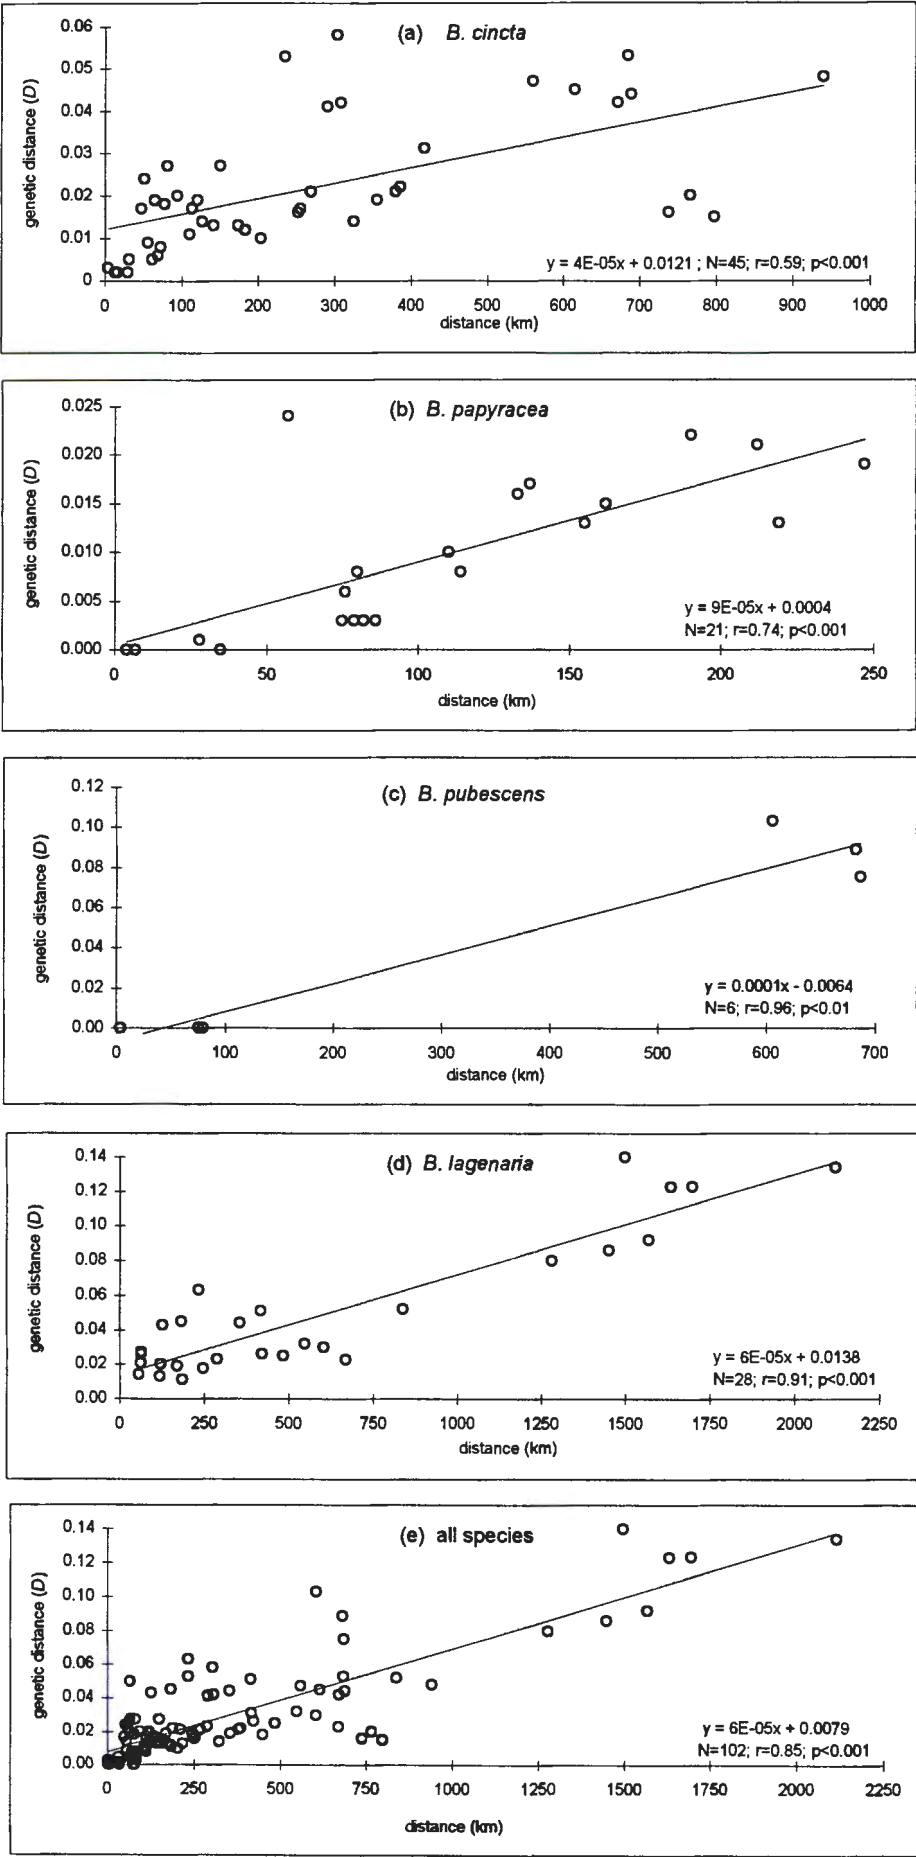 (a) B. cincta
genetic distance (D)
0.06
0.05
0.04
0.03
0.02
0.01
0
y = 4E-05x + 0.0121 ; N=45; r=0.59; p<0.001
0 100 200 300 400 500 600 700 800 900 1000
distance (km)
(b) B. papyracea
genetic distance (D)
0.025
0.020
0.015
0.010
0.005
0.000
y = 9E-05x + 0.0004
N=21; r=0.74; p<0.001
0 50 100 150 200 250
distance (km)
(c) B. pubescens
genetic distance (D)
0.12
0.10
0.08
0.06
0.04
0.02
0.00
y = 0.0001x - 0.0064
N=6; r=0.96; p<0.01
0 100 200 300 400 500 600 700
distance (km)
(d) B. lagenaria
genetic distance (D)
0.14
0.12
0.10
0.08
0.06
0.04
0.02
0.00
y = 6E-05x + 0.0138
N=28; r=0.91; p<0.001
0 250 500 750 1000 1250 1500 1750 2000 2250
distance (km)
(e) all species
genetic distance (D)
0.14
0.12
0.10
0.08
0.06
0.04
0.02
0.00
y = 6E-05x + 0.0079
N=102; r=0.85; p<0.001
0 250 500 750 1000 1250 1500 1750 2000 2250
distance (km)